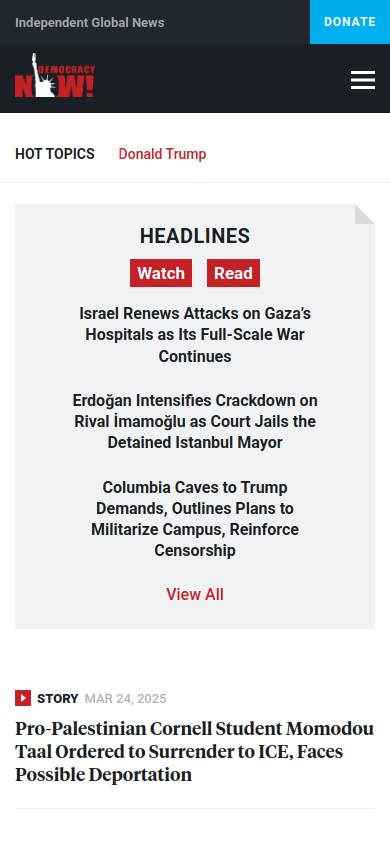 Independent Global News
DONATE
DEMOCRACY
NOW!
HOT TOPICS
Donald Trump
HEADLINES
Watch
Read
Israel Renews Attacks on Gaza’s
Hospitals as Its Full-Scale War
Continues
Erdoğan Intensifies Crackdown on
Rival İmamoğlu as Court Jails the
Detained Istanbul Mayor
Columbia Caves to Trump
Demands, Outlines Plans to
Militarize Campus, Reinforce
Censorship
View All
STORY MAR 24, 2025
Pro-Palestinian Cornell Student Momodou
Taal Ordered to Surrender to ICE, Faces
Possible Deportation